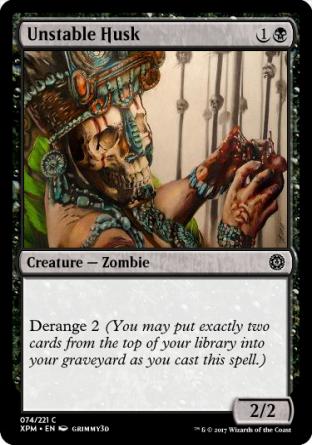 Unstable Husk 1
Creature — Zombie
Derange 2 (You may put exactly two
cards from the top of your library into
your graveyard as you cast this spell.)
2/2
074/221 C
XPM • EN GRIMMY3D
™ & © 2017 Wizards of the Coast